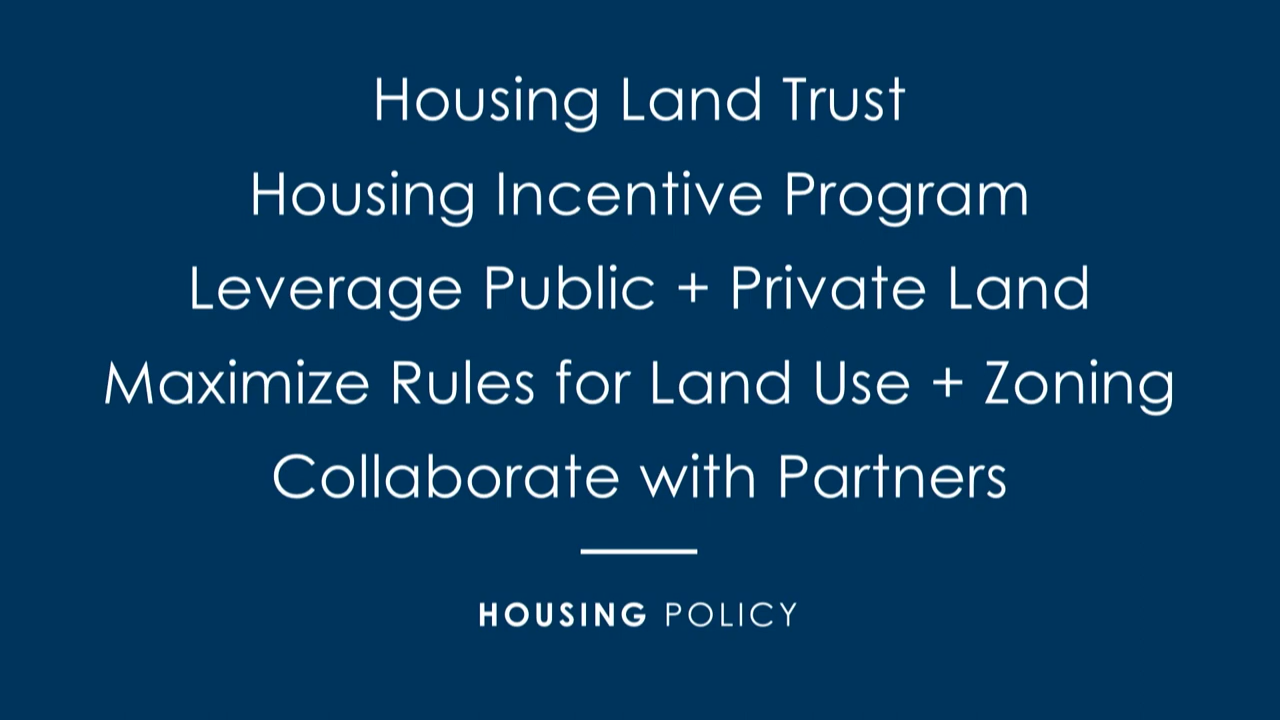 Housing Land Trust
Housing Incentive Program
Leverage Public + Private Land
Maximize Rules for Land Use + Zoning
Collaborate with Partners
HOUSING POLICY